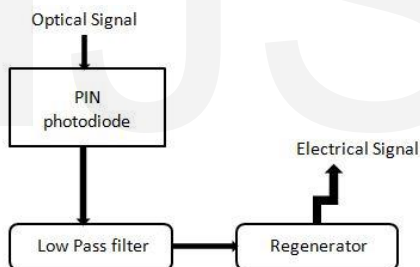 Optical Signal
PIN
photodiode
Electrical Signal
Low Pass filter
Regenerator